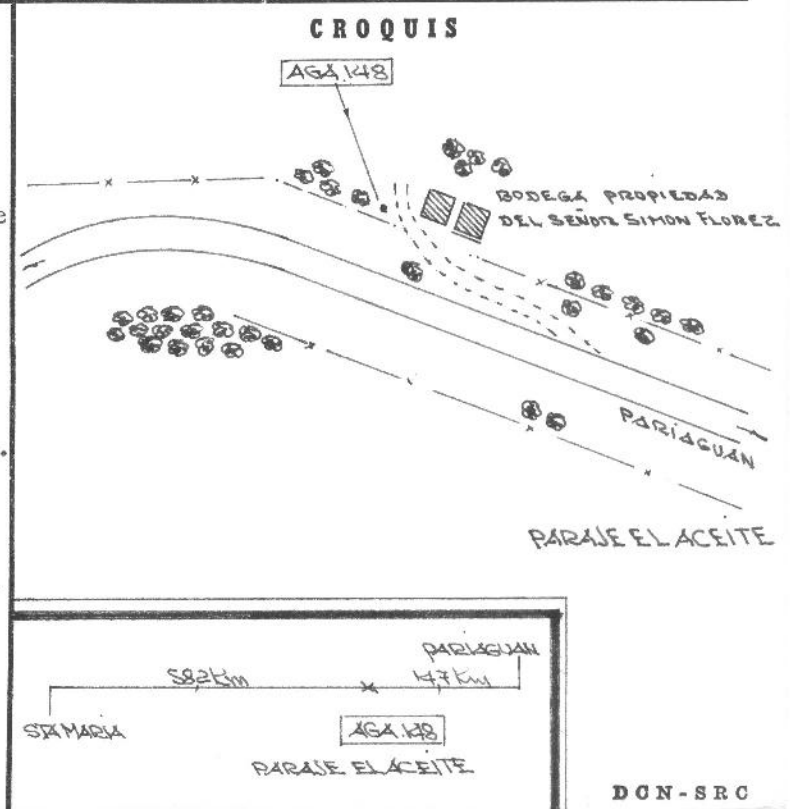 CROQUIS
AGA.148
BODEGA PROPIEDAD
DEL SEÑOR SIMON FLOREZ
e
PARIAGUAN
PARAJE EL ACEITE
PARIAGUAN
58.2 Km
14.7 Km
STA MARIA
AGA.148
PARAJE EL ACEITE
DCN-SRC